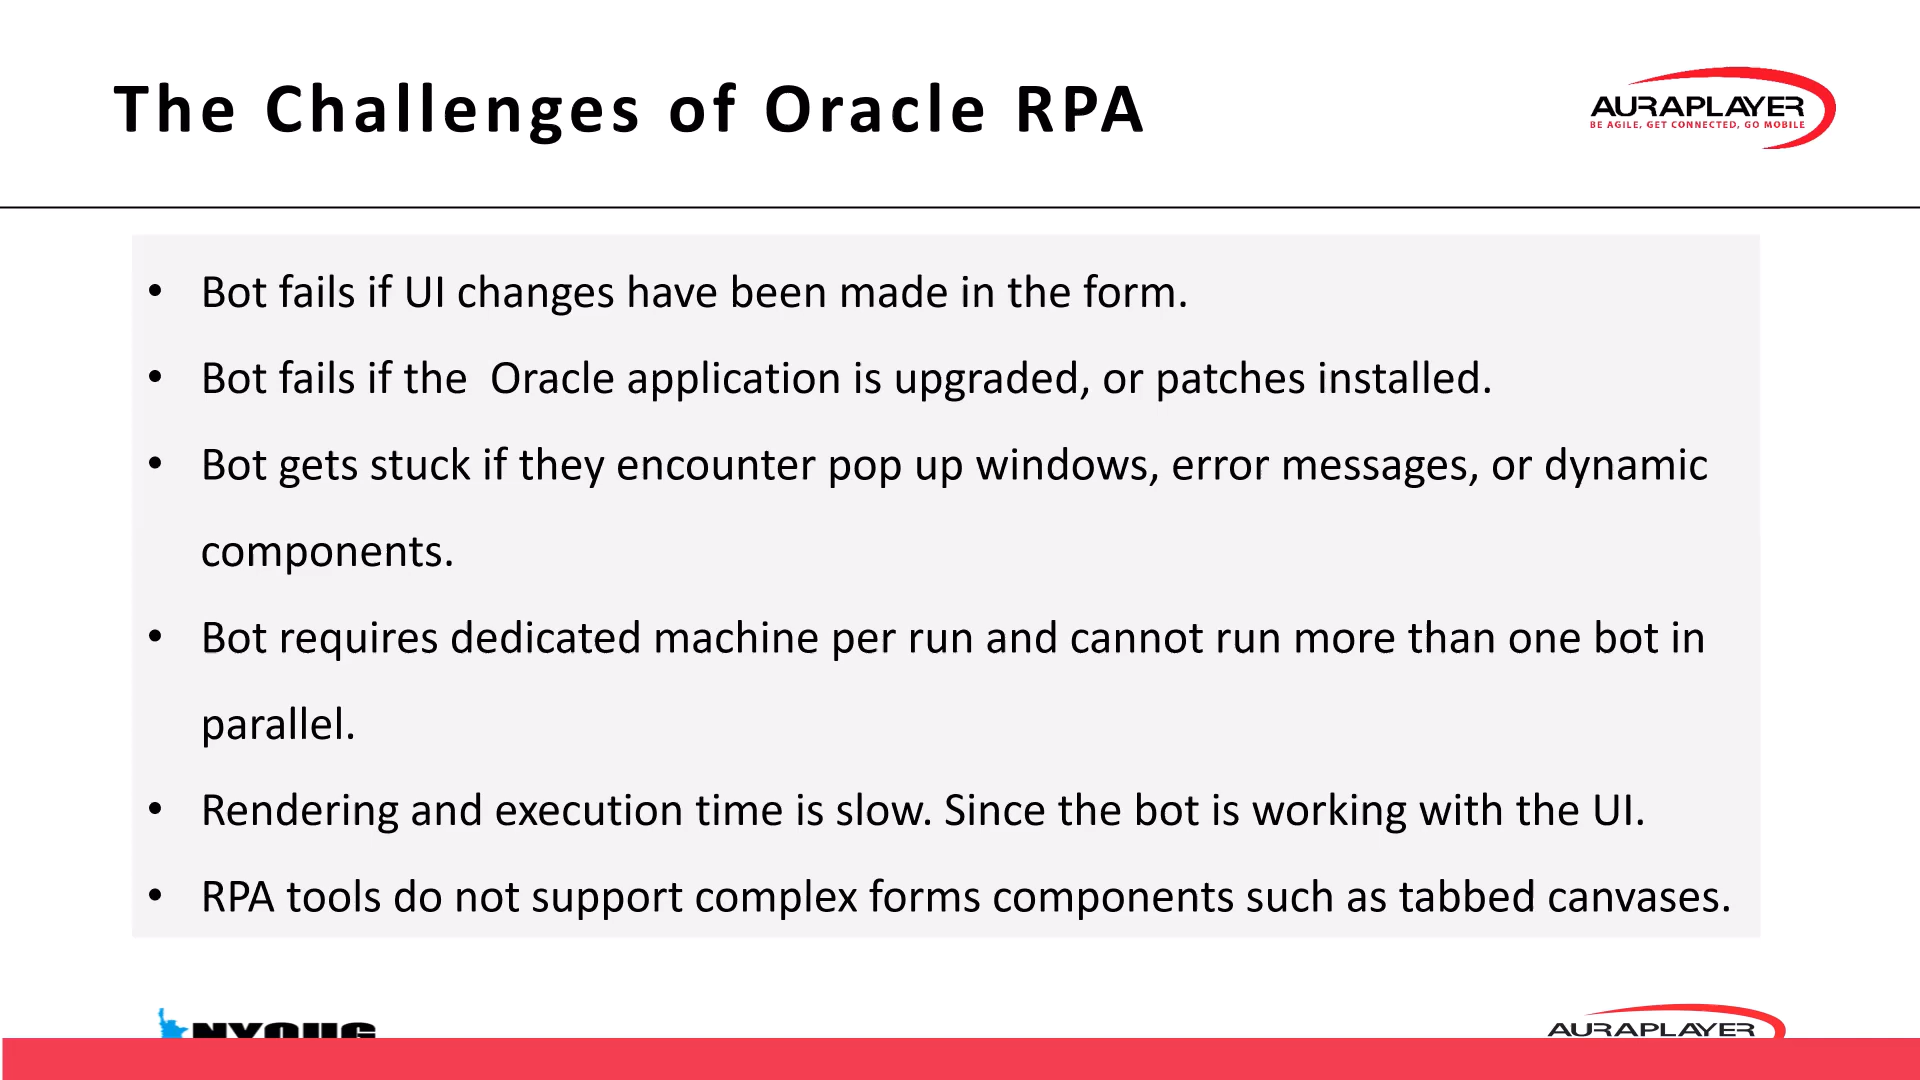 The Challenges of Oracle RPA
AURAPLAYER
BE AGILE, GET CONNECTED, GO MOBILE
• Bot fails if UI changes have been made in the form.
• Bot fails if the  Oracle application is upgraded, or patches installed.
• Bot gets stuck if they encounter pop up windows, error messages, or dynamic
components.
• Bot requires dedicated machine per run and cannot run more than one bot in
parallel.
• Rendering and execution time is slow. Since the bot is working with the UI.
• RPA tools do not support complex forms components such as tabbed canvases.
NYOUG
AURAPLAYER